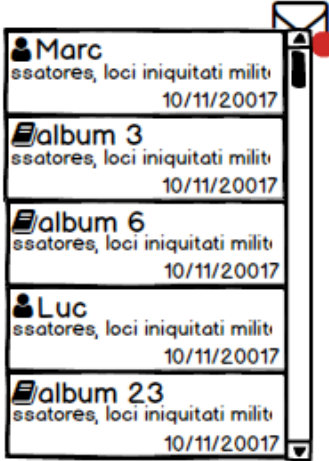 Marc
ssatores, loci iniquitati milit
10/11/20017
album 3
ssatores, loci iniquitati milit
10/11/20017
album 6
ssatores, loci iniquitati milit
10/11/20017
Luc
ssatores, loci iniquitati milit
10/11/20017
album 23
ssatores, loci iniquitati milit
10/11/20017